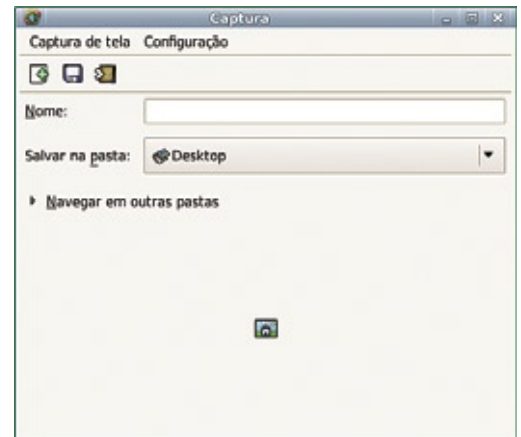 Captura
Captura de tela Configuração
Nome:
Salvar na pasta: Desktop
Navegar em outras pastas